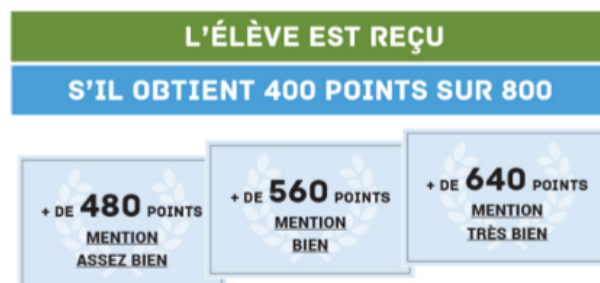 L'ÉLÈVE EST REÇU
S'IL OBTIENT 400 POINTS SUR 800
+ DE 480 POINTS
MENTION
ASSEZ BIEN
+ DE 560 POINTS
MENTION
BIEN
+ DE 640 POINTS
MENTION
TRÈS BIEN